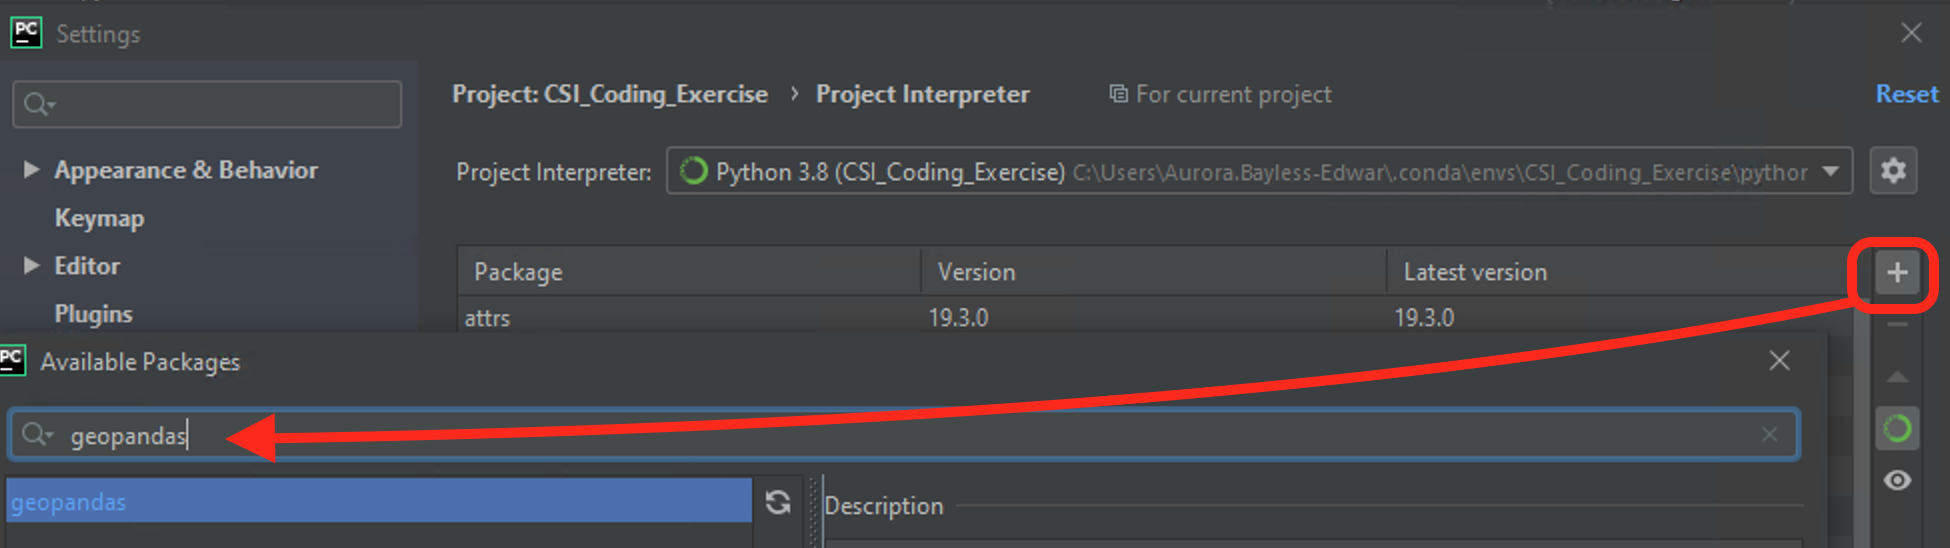 PC Settings
Project: CSI_Coding_Exercise › Project Interpreter For current project Reset
Appearance & Behavior
Project Interpreter: Python 3.8 (CSI_Coding_Exercise) C:\Users\Aurora.Bayless-Edwar\.conda\envs\CSI_Coding_Exercise\pythor
Keymap
Editor
Package Version Latest version
Plugins
attrs 19.3.0 19.3.0
PC Available Packages
geopandas
geopandas
Description